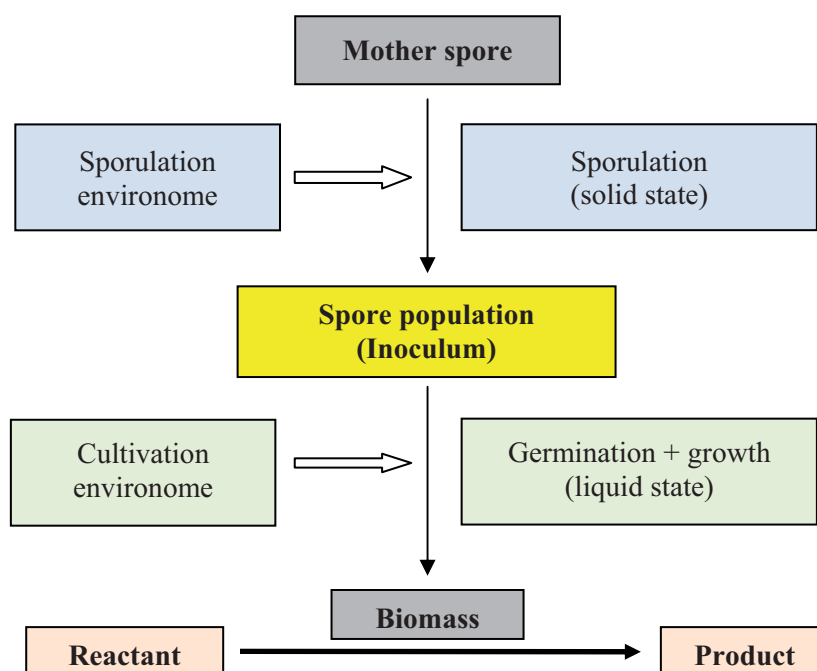 Mother spore
Sporulation
environome
Sporulation
(solid state)
Spore population
(Inoculum)
Cultivation
environome
Germination + growth
(liquid state)
Biomass
Reactant
Product